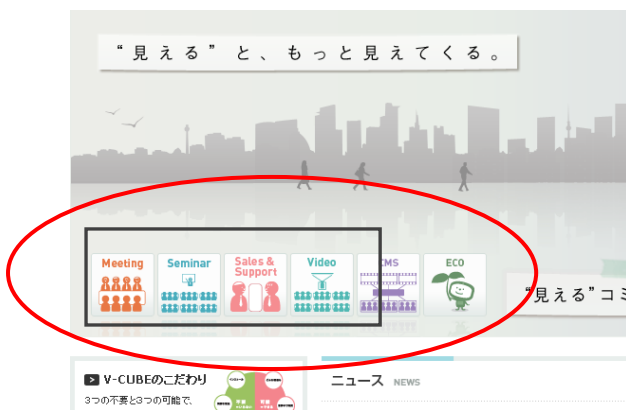 “見える”と、もっと見えてくる。
Meeting
Seminar
Sales &
Support
Video
CMS
ECO
“見える”コミ
V-CUBEのこだわり
3つの不要と3つの可能で、
ニュース NEWS